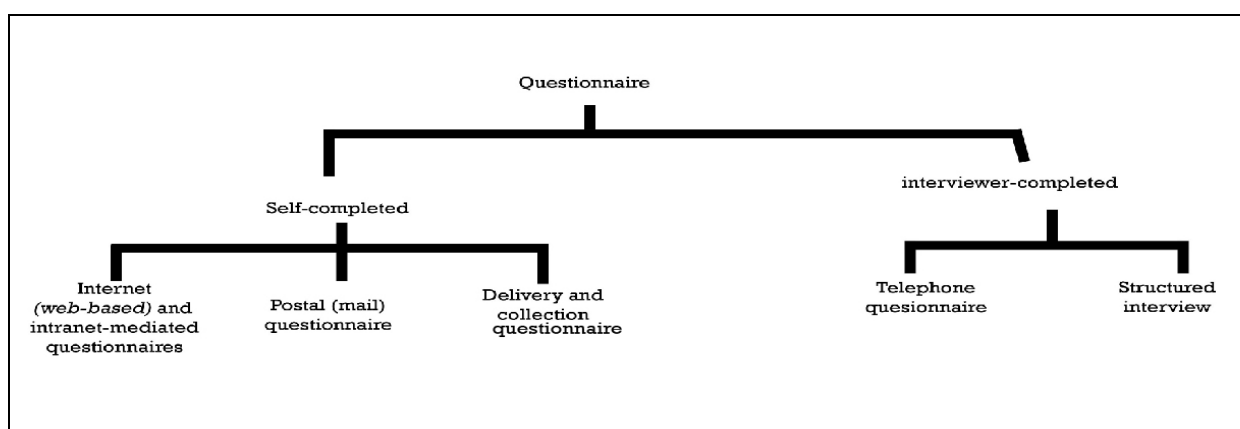 Questionnaire
Self-completed
interviewer-completed
Internet
(web-based) and
intranet-mediated
questionnaires
Postal (mail)
questionnaire
Delivery and
collection
questionnaire
Telephone
quesionnaire
Structured
interview